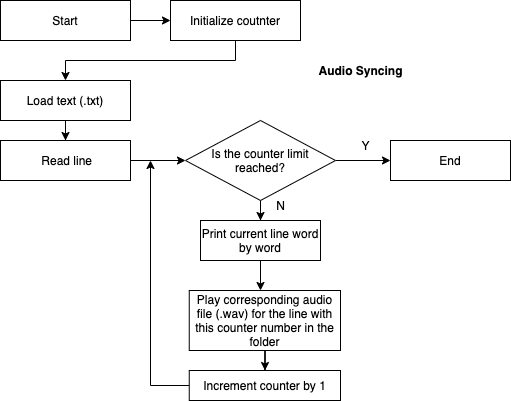 Start
Initialize coutnter
Audio Syncing
Load text (.txt)
Read line
Is the counter limit
reached?
Y
End
N
Print current line word
by word
Play corresponding audio
file (.wav) for the line with
this counter number in the
folder
Increment counter by 1